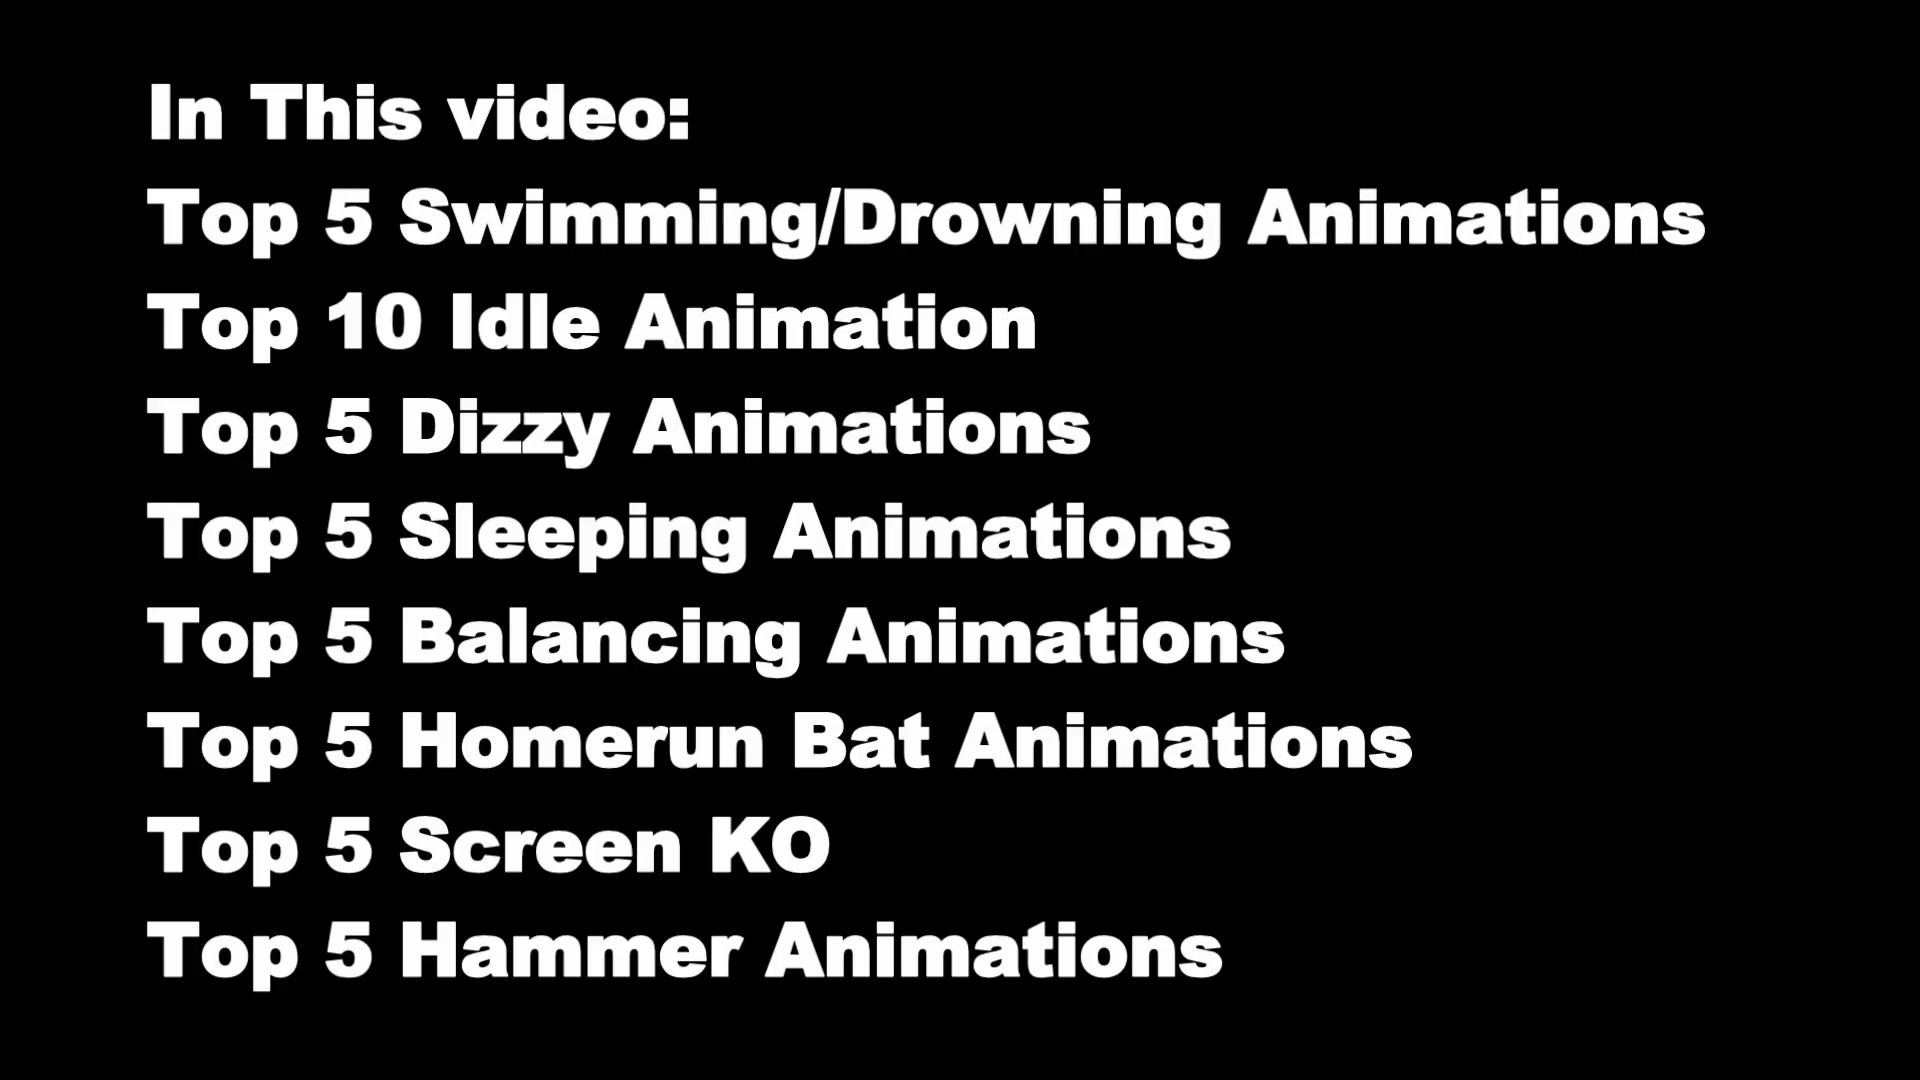 In This video:
Top 5 Swimming/Drowning Animations
Top 10 Idle Animation
Top 5 Dizzy Animations
Top 5 Sleeping Animations
Top 5 Balancing Animations
Top 5 Homerun Bat Animations
Top 5 Screen KO
Top 5 Hammer Animations